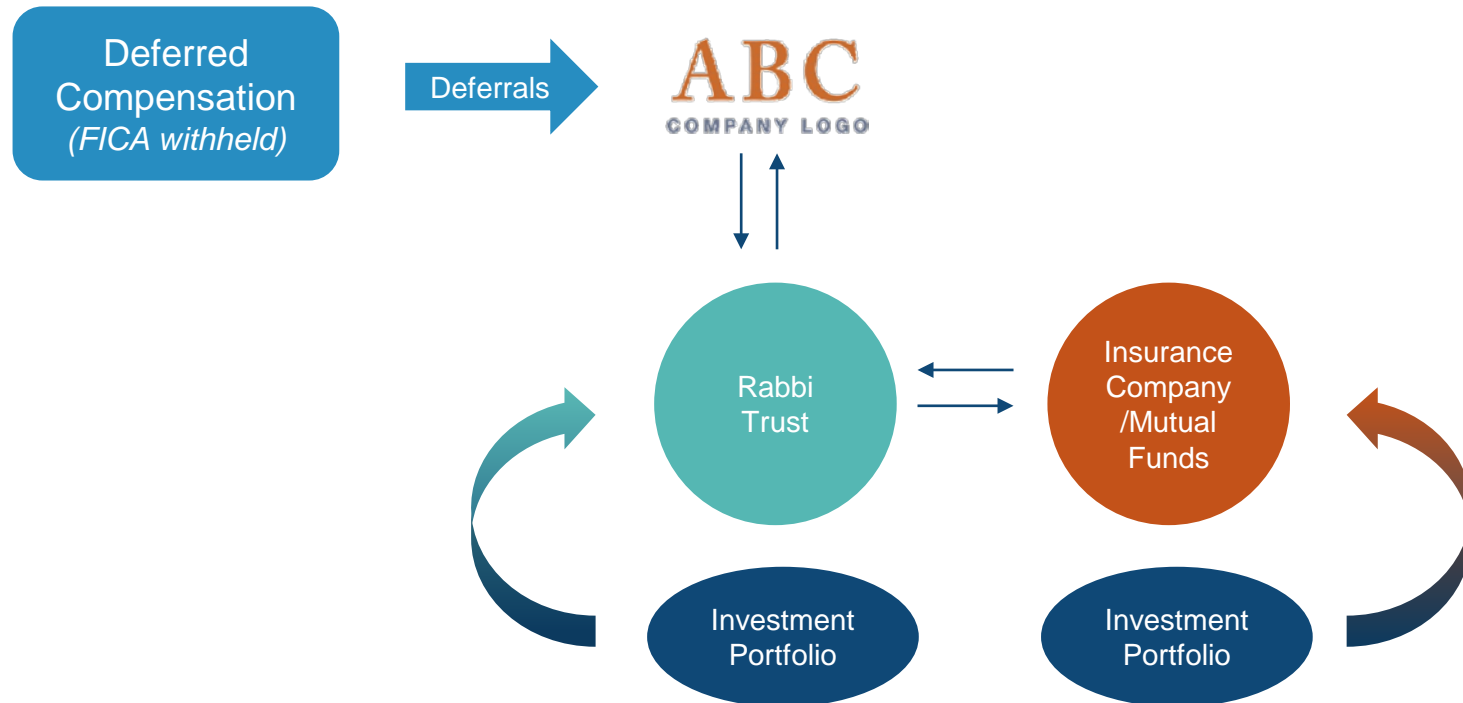 Deferred
Compensation
(FICA withheld)
Deferrals
ABC
COMPANY LOGO
Rabbi
Trust
Insurance
Company
/Mutual
Funds
Investment
Portfolio
Investment
Portfolio